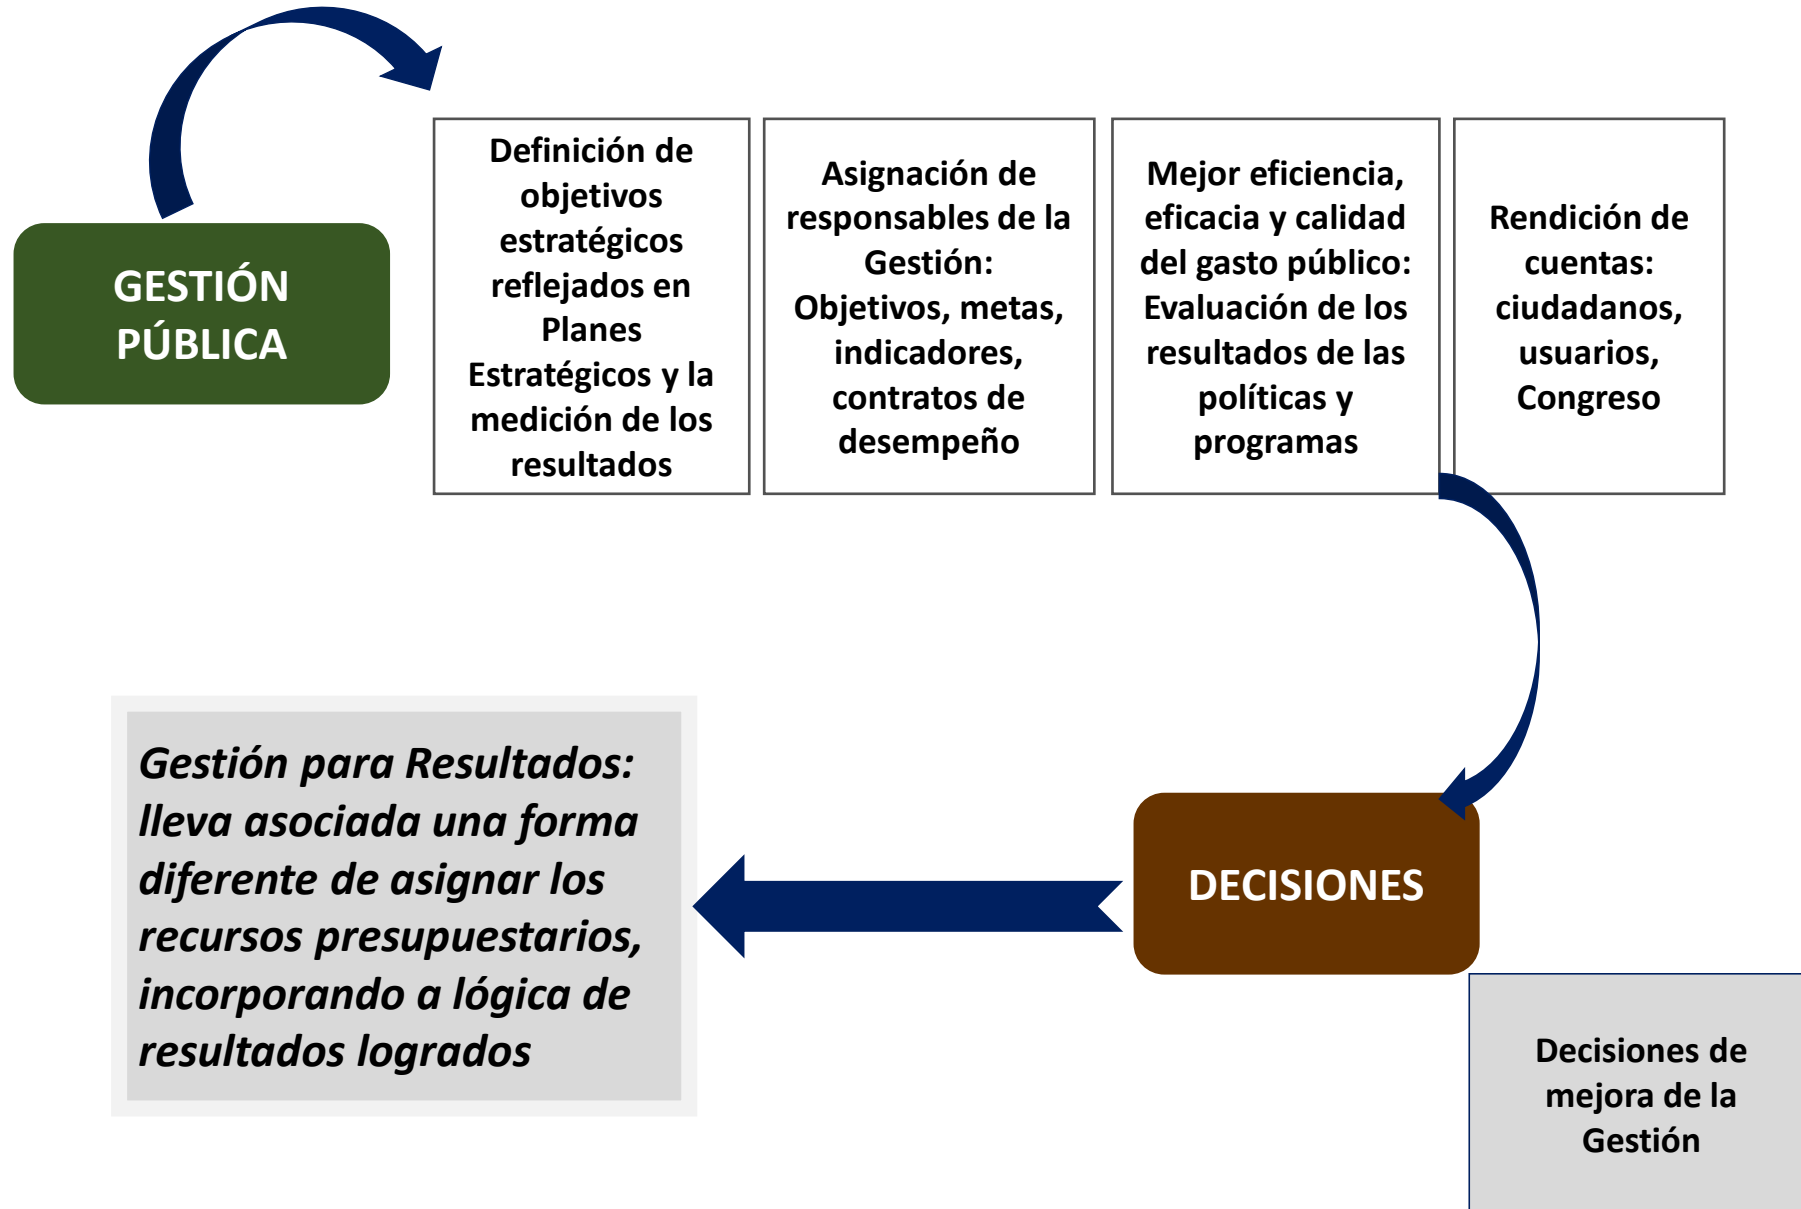 GESTIÓN
PÚBLICA
Definición de
objetivos
estratégicos
reflejados en
Planes
Estratégicos y la
medición de los
resultados
Asignación de
responsables de la
Gestión:
Objetivos, metas,
indicadores,
contratos de
desempeño
Mejor eficiencia,
eficacia y calidad
del gasto público:
Evaluación de los
resultados de las
políticas y
programas
Rendición de
cuentas:
ciudadanos,
usuarios,
Congreso
Gestión para Resultados:
lleva asociada una forma
diferente de asignar los
recursos presupuestarios,
incorporando a lógica de
resultados logrados
DECISIONES
Decisiones de
mejora de la
Gestión